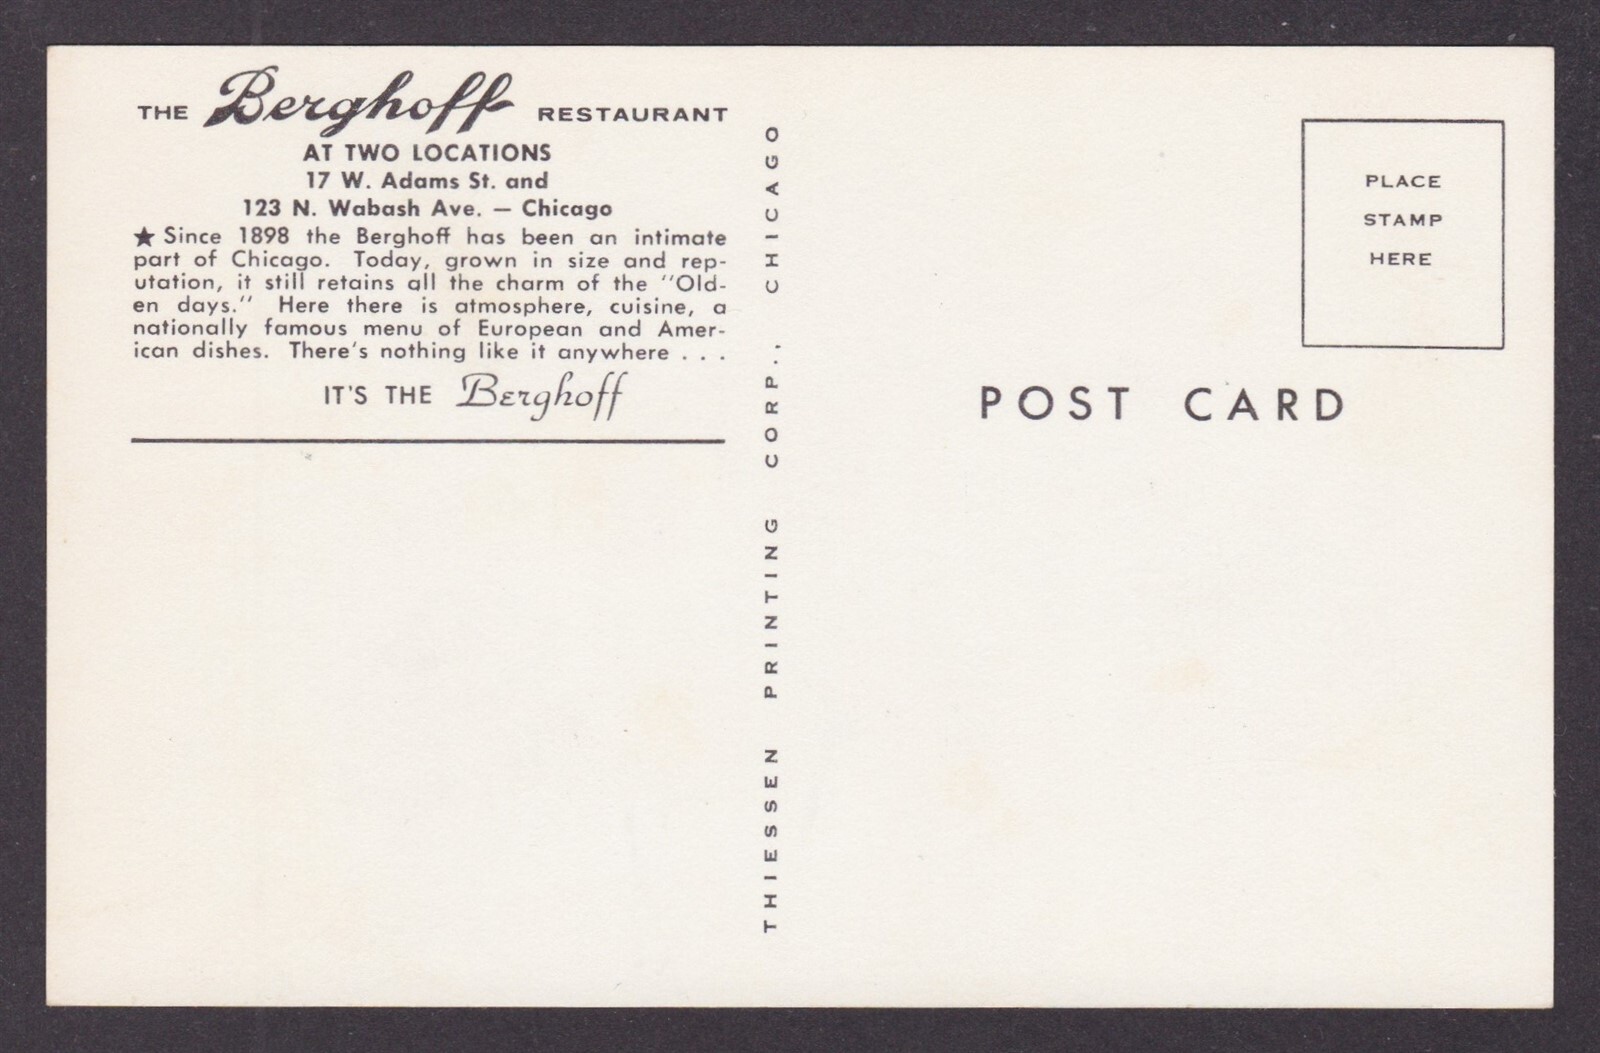 THE Berghoff RESTAURANT
AT TWO LOCATIONS
17 W. Adams St. and
123 N. Wabash Ave. — Chicago
★ Since 1898 the Berghoff has been an intimate
part of Chicago. Today, grown in size and rep-
utation, it still retains all the charm of the "Old-
en days." Here there is atmosphere, cuisine, a
nationally famous menu of European and Amer-
ican dishes. There's nothing like it anywhere . . .
IT'S THE Berghoff
THIESSEN PRINTING CORP., CHICAGO
PLACE
STAMP
HERE
POST CARD